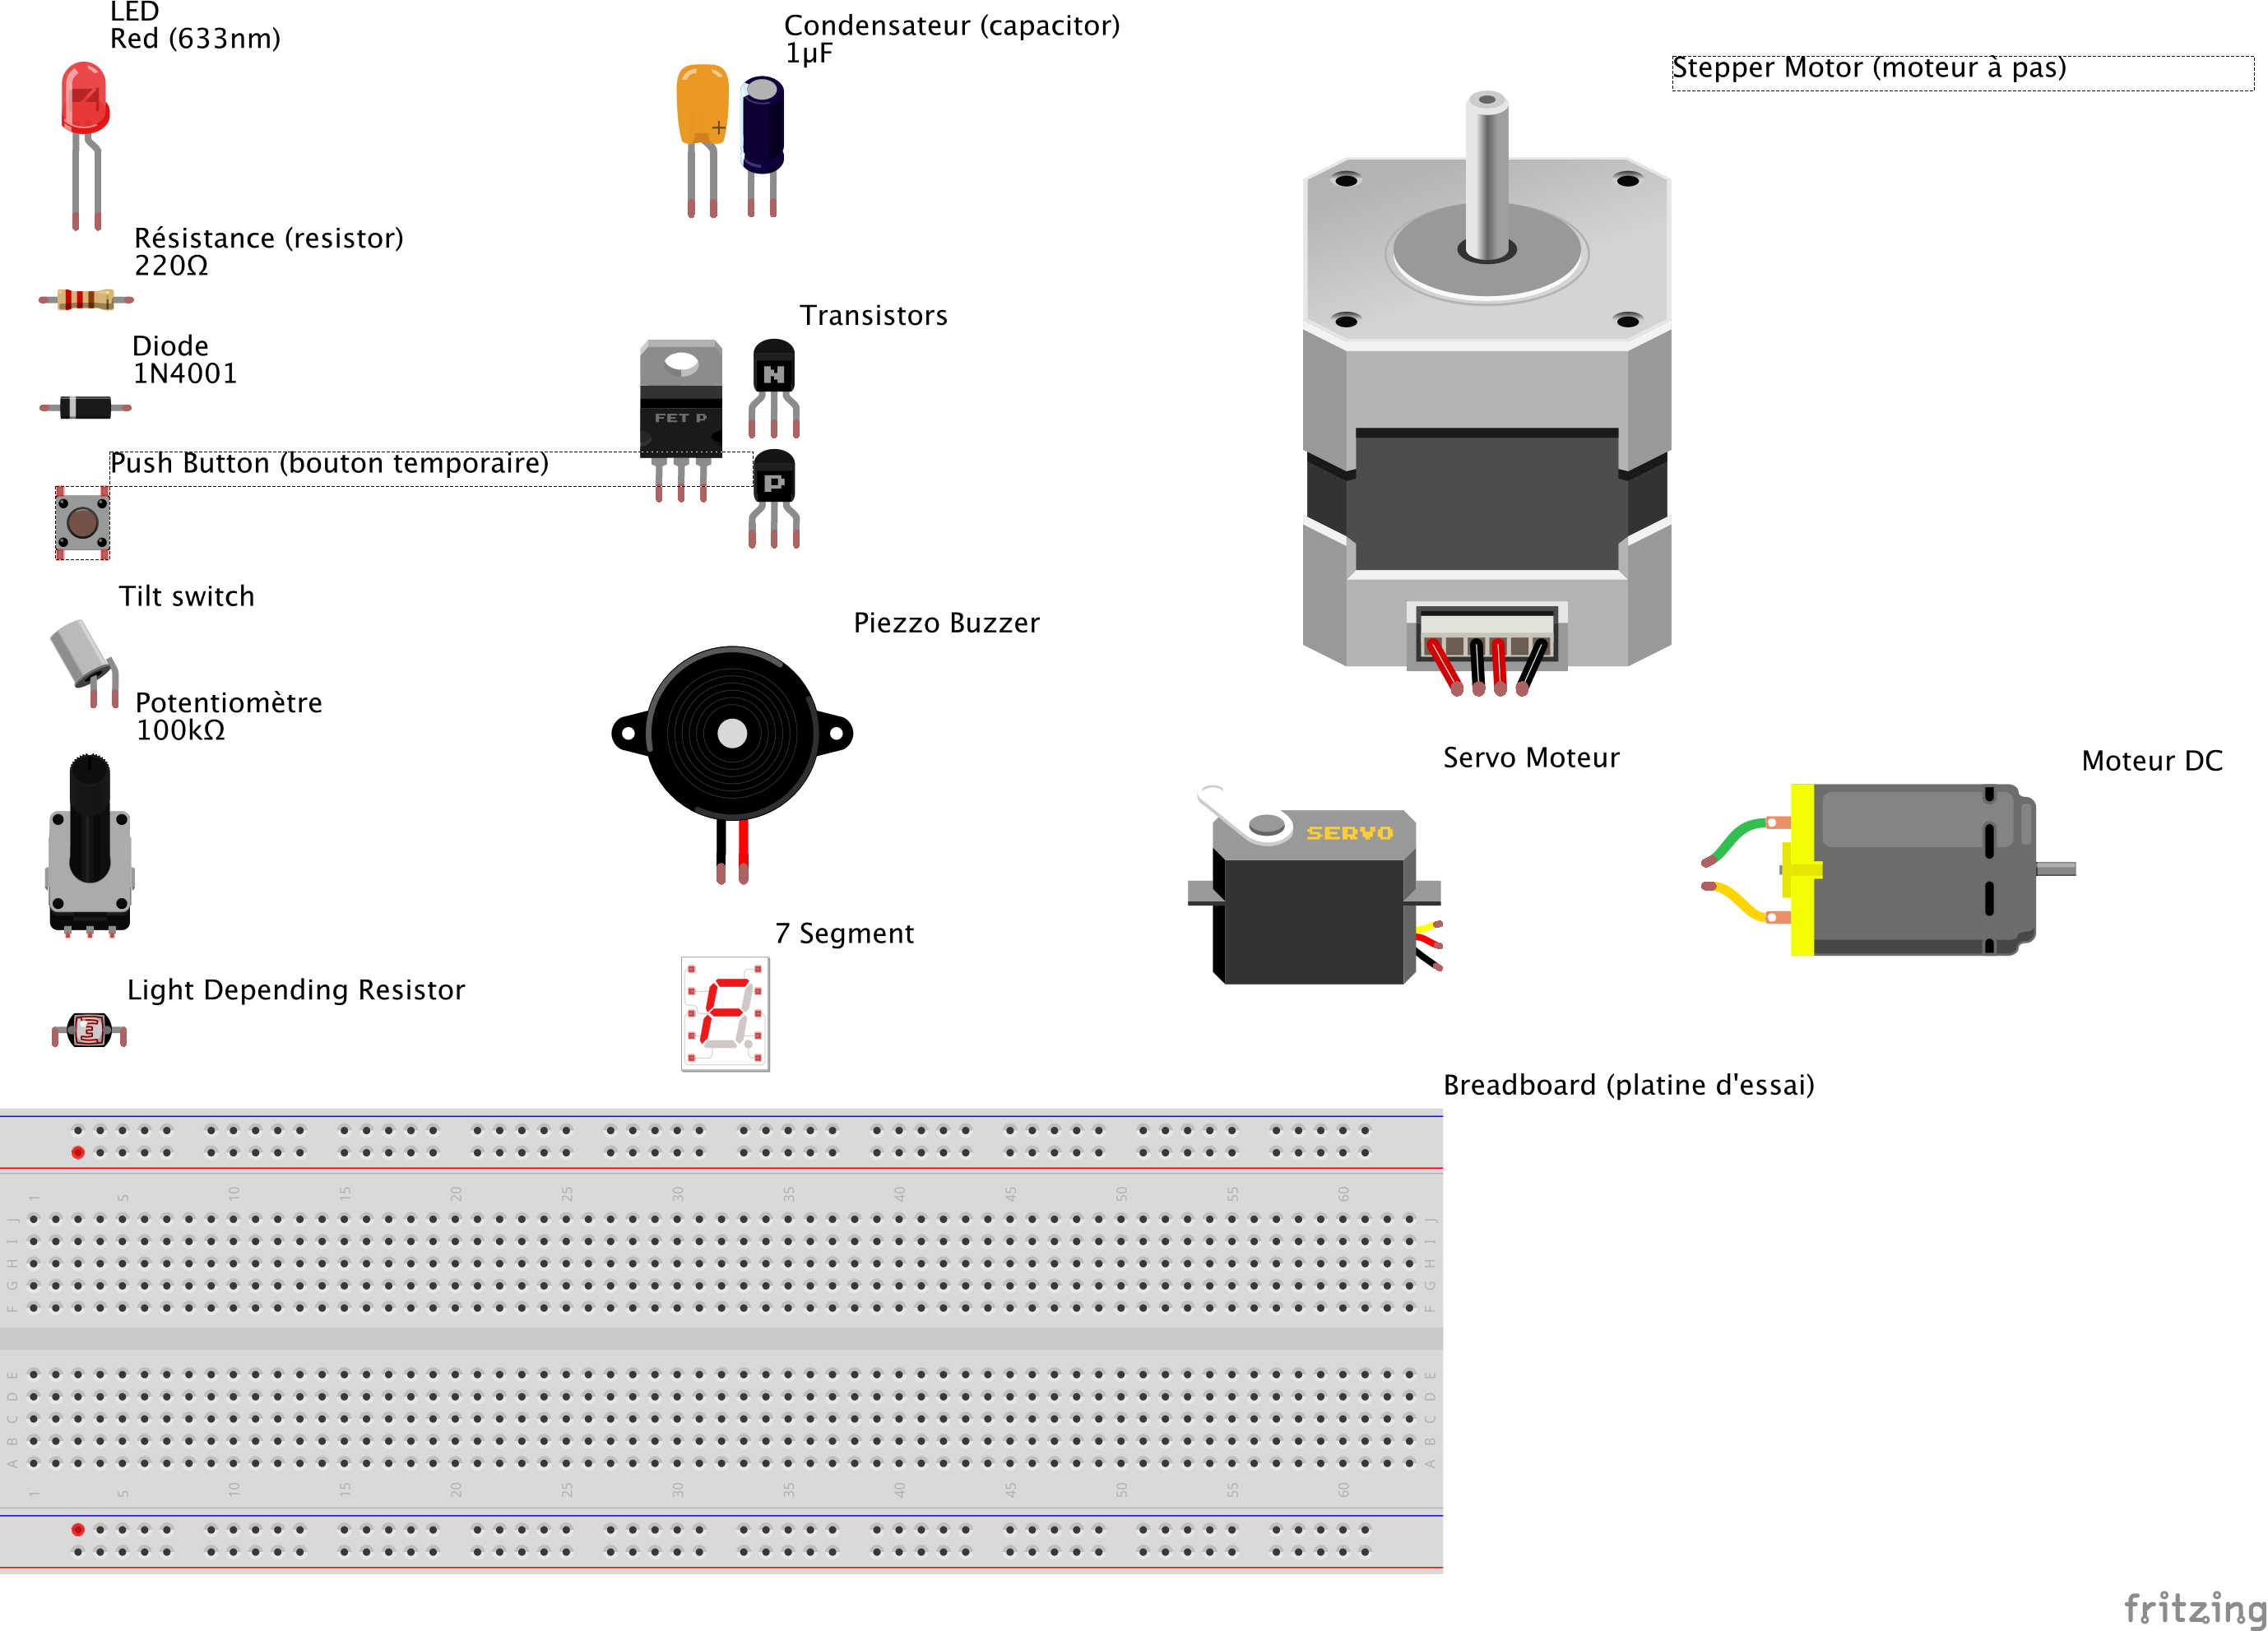 LED
Red (633nm)
Condensateur (capacitor)
1µF
Stepper Motor (moteur à pas)
Résistance (resistor)
220Ω
Transistors
Diode
1N4001
N
FET P
Push Button (bouton temporaire)
P
Tilt switch
Piezzo Buzzer
Potentiomètre
100kΩ
Servo Moteur
Moteur DC
SERVO
7 Segment
Light Depending Resistor
Breadboard (platine d'essai)
1 5 10 15 20 25 30 35 40 45 50 55 60
J J
I I
H H
G G
F F
E E
D D
C C
B B
A A
1 5 10 15 20 25 30 35 40 45 50 55 60
fritzing